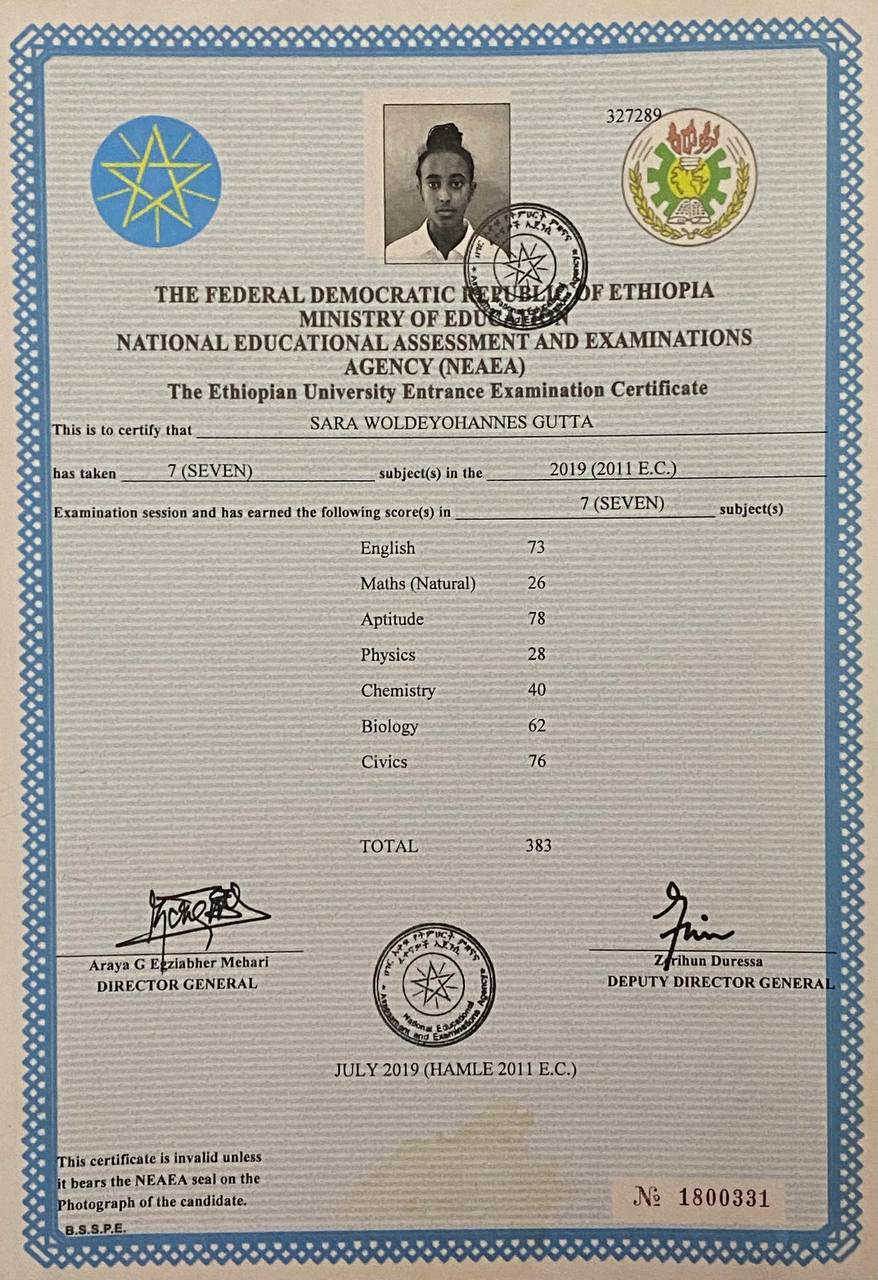 327289
THE FEDERAL DEMOCRATIC REPUBLIC OF ETHIOPIA
MINISTRY OF EDUCATION
NATIONAL EDUCATIONAL ASSESSMENT AND EXAMINATIONS
AGENCY (NEAEA)
The Ethiopian University Entrance Examination Certificate
This is to certify that SARA WOLDEYOHANNES GUTTA
has taken 7 (SEVEN) subject(s) in the 2019 (2011 E.C.)
Examination session and has earned the following score(s) in 7 (SEVEN) subject(s)
English 73
Maths (Natural) 26
Aptitude 78
Physics 28
Chemistry 40
Biology 62
Civics 76
TOTAL 383
Araya G Egziabher Mehari
DIRECTOR GENERAL
Zerihun Duressa
DEPUTY DIRECTOR GENERAL
የትምህርት ምዘናና
ፈተናዎች ኤጀንሲ
National Educational
Assessment and Examinations Agency
JULY 2019 (HAMLE 2011 E.C.)
This certificate is invalid unless
it bears the NEAEA seal on the
Photograph of the candidate.
B.S.S.P.E.
№ 1800331